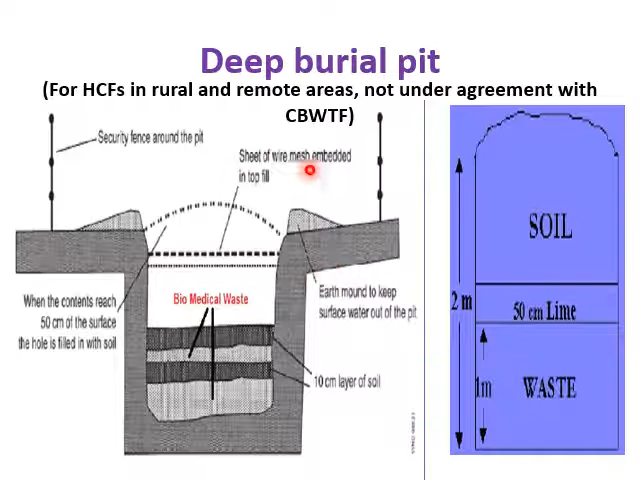 Deep burial pit
(For HCFs in rural and remote areas, not under agreement with
CBWTF)
Security fence around the pit
Sheet of wire mesh embedded
in top fill
Bio Medical Waste
When the contents reach
50 cm of the surface
the hole is filled in with soil
Earth mound to keep
surface water out of the pit
10 cm layer of soil
SOIL
2 m
50 cm Lime
1m
WASTE